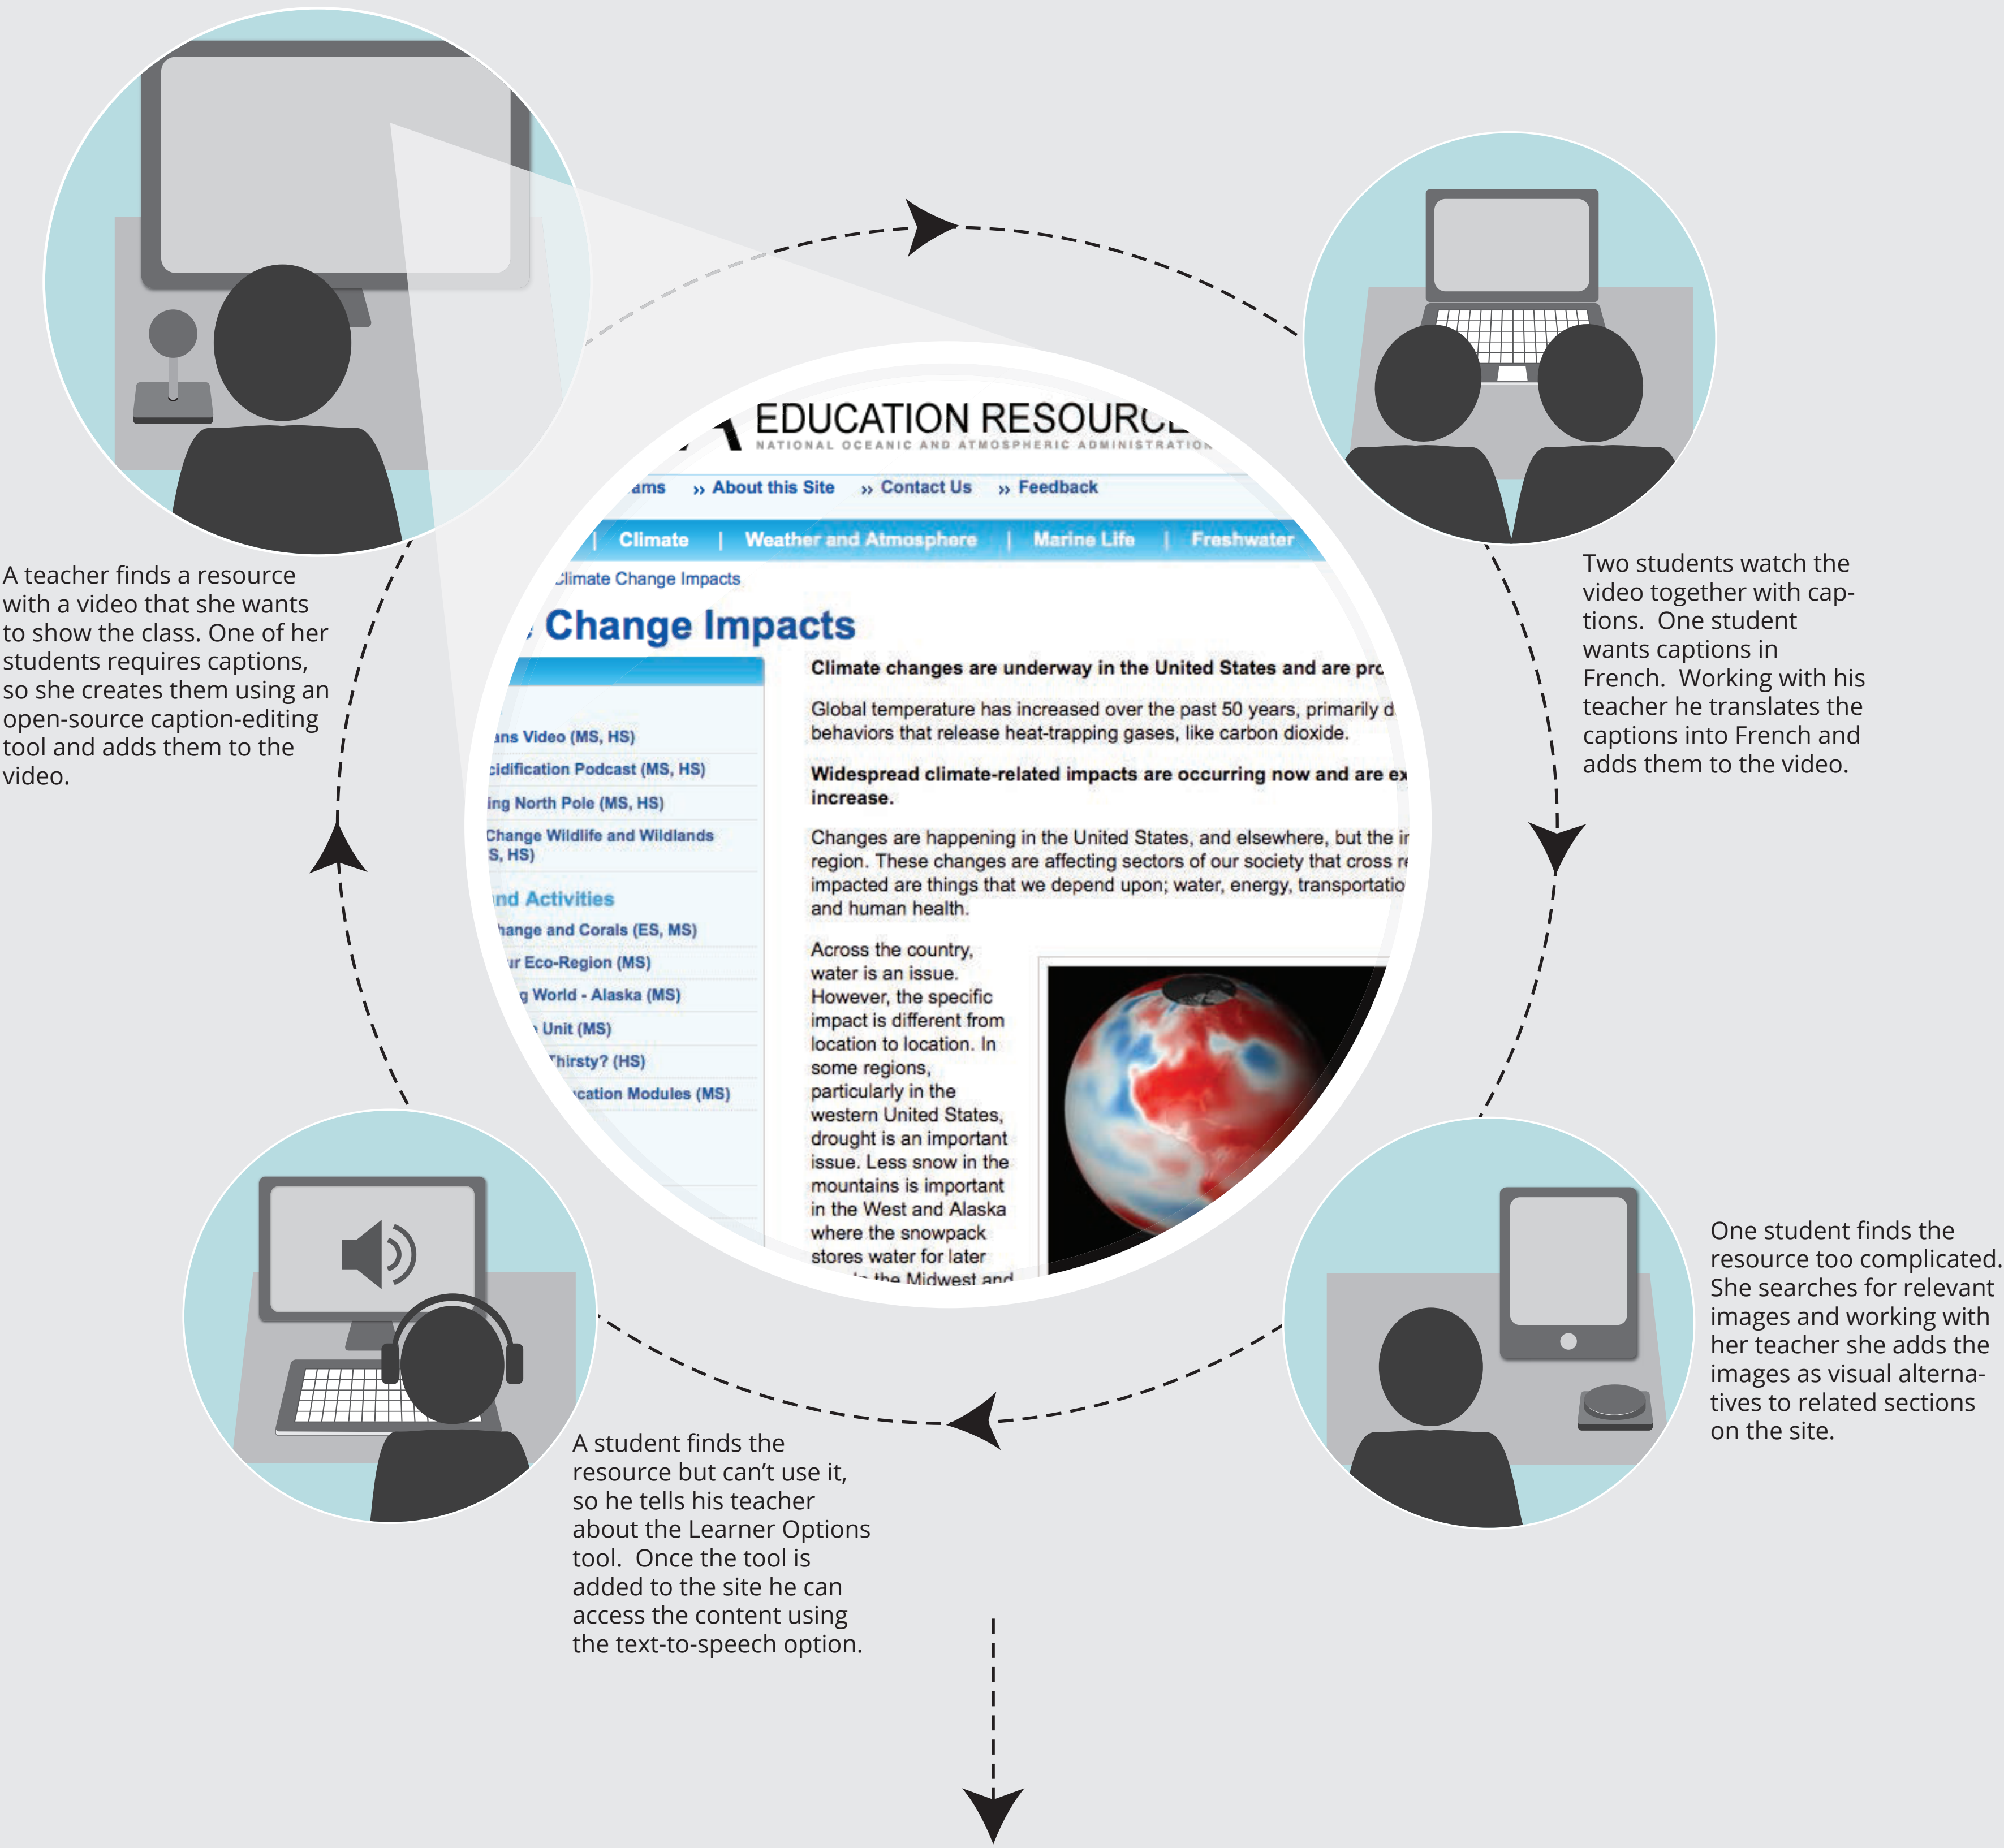 EDUCATION
NATIONAL OCEANIC AND ATMOSPHERIC ADMINISTRATION
» About this Site » Contact Us » Feedback
| Climate | Weather and Atmosphere | Marine Life | Freshwater
Climate Change Impacts
Change Impacts
Video (MS, HS)
Podcast (MS, HS)
North Pole (MS, HS)
Change Wildlife and Wildlands
HS)
Activities
and Corals (ES, MS)
Eco-Region (MS)
World - Alaska (MS)
Unit (MS)
Thirsty? (HS)
Modules (MS)
Climate changes are underway in the United States and are
Global temperature has increased over the past 50 years, primarily
behaviors that release heat-trapping gases, like carbon dioxide.
Widespread climate-related impacts are occurring now and are
increase.
Changes are happening in the United States, and elsewhere, but the
region. These changes are affecting sectors of our society that cross
impacted are things that we depend upon; water, energy,
and human health.
Across the country,
water is an issue.
However, the specific
impact is different from
location to location. In
some regions,
particularly in the
western United States,
drought is an important
issue. Less snow in the
mountains is important
in the West and Alaska
where the snowpack
stores water for later
the Midwest and
A teacher finds a resource
with a video that she wants
to show the class. One of her
students requires captions,
so she creates them using an
open-source caption-editing
tool and adds them to the
video.
Two students watch the
video together with cap-
tions. One student
wants captions in
French. Working with his
teacher he translates the
captions into French and
adds them to the video.
One student finds the
resource too complicated.
She searches for relevant
images and working with
her teacher she adds the
images as visual alterna-
tives to related sections
on the site.
A student finds the
resource but can't use it,
so he tells his teacher
about the Learner Options
tool. Once the tool is
added to the site he can
access the content using
the text-to-speech option.